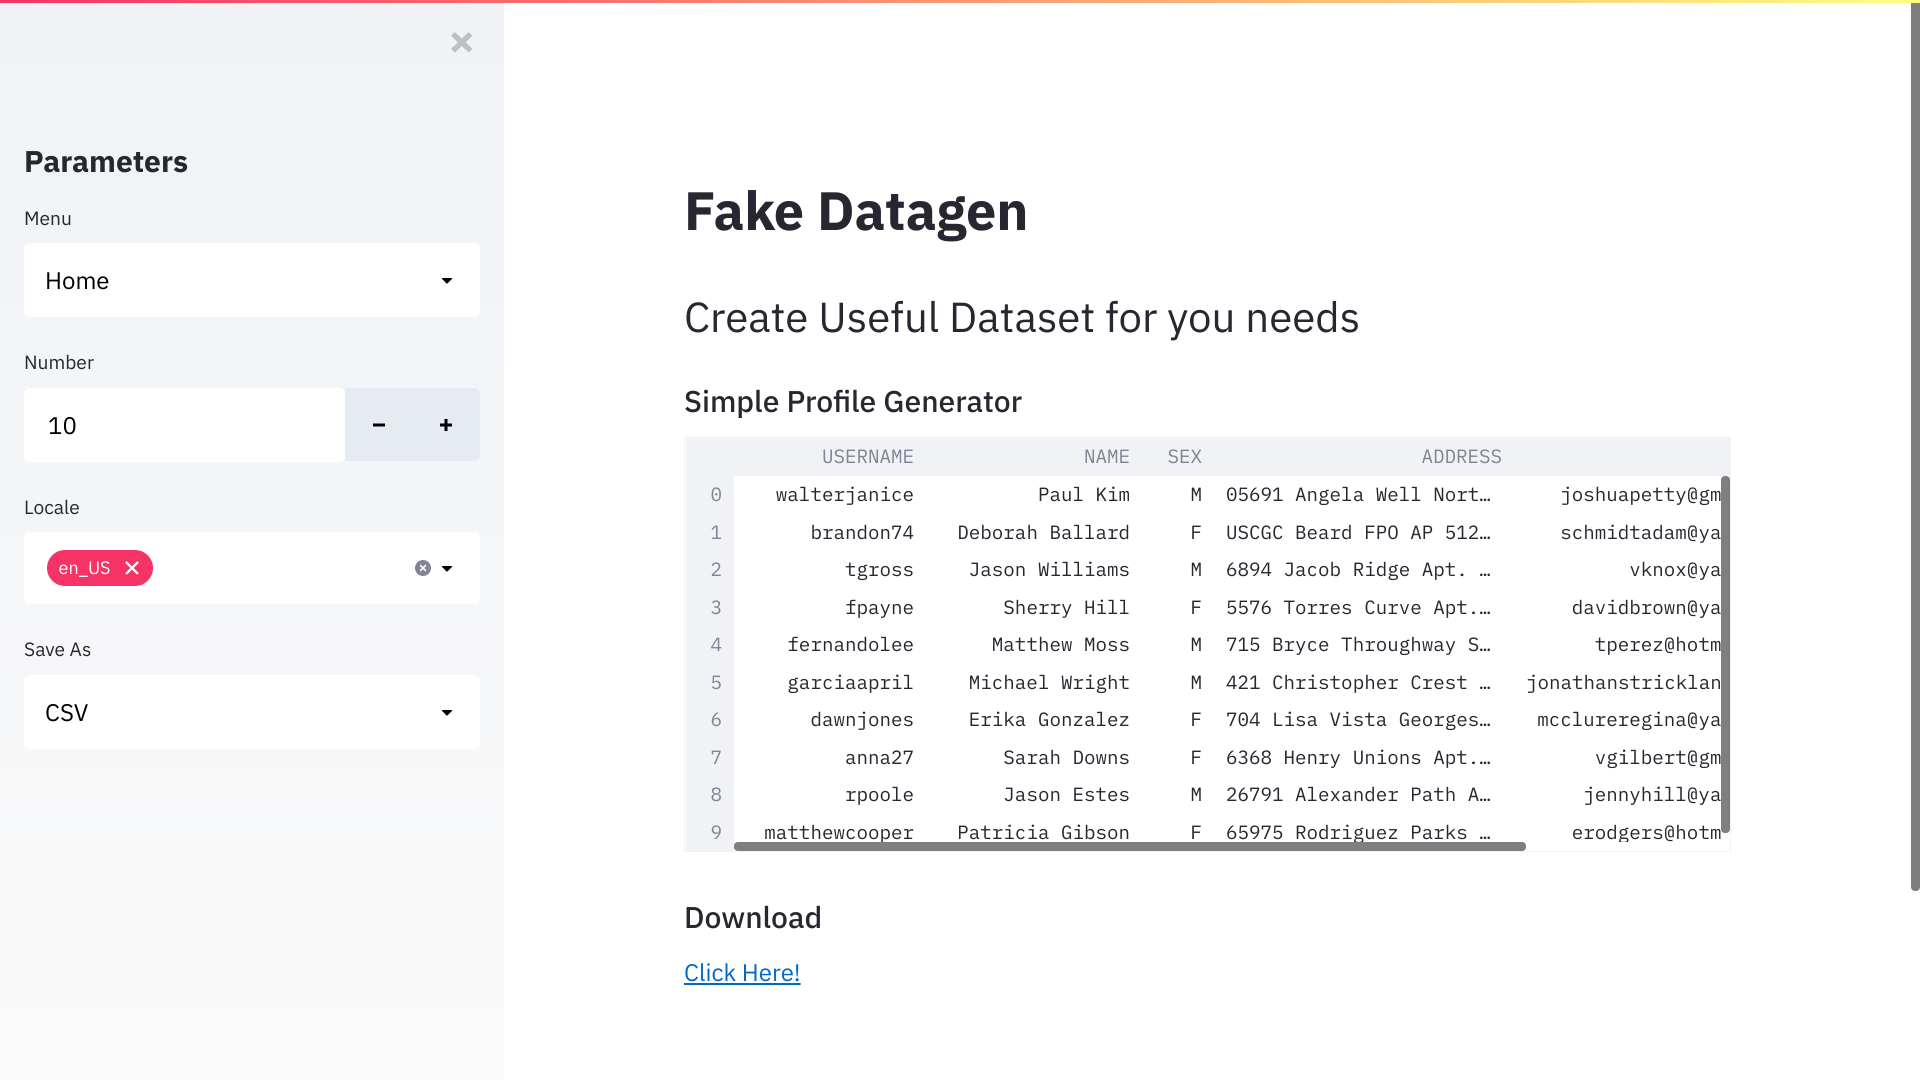 Parameters
Menu
Home
Number
10
Locale
en_US
Save As
CSV
Fake Datagen
Create Useful Dataset for you needs
Simple Profile Generator
USERNAME NAME SEX ADDRESS
0 walterjanice Paul Kim M 05691 Angela Well Nort… joshuapetty@gm
1 brandon74 Deborah Ballard F USCGC Beard FPO AP 512… schmidtadam@ya
2 tgross Jason Williams M 6894 Jacob Ridge Apt. … vknox@ya
3 fpayne Sherry Hill F 5576 Torres Curve Apt.… davidbrown@ya
4 fernandolee Matthew Moss M 715 Bryce Throughway S… tperez@hotm
5 garciaapril Michael Wright M 421 Christopher Crest … jonathanstricklan
6 dawnjones Erika Gonzalez F 704 Lisa Vista Georges… mcclureregina@ya
7 anna27 Sarah Downs F 6368 Henry Unions Apt.… vgilbert@gm
8 rpoole Jason Estes M 26791 Alexander Path A… jennyhill@ya
9 matthewcooper Patricia Gibson F 65975 Rodriguez Parks … erodgers@hotm
Download
Click Here!